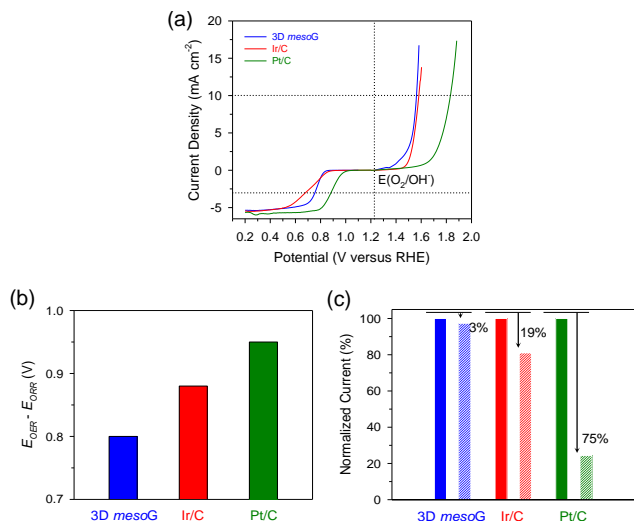 (a)
3D mesoG
Ir/C
Pt/C
Current Density (mA cm⁻²)
20
15
10
5
0
-5
E(O₂/OH⁻)
0.2 0.4 0.6 0.8 1.0 1.2 1.4 1.6 1.8 2.0
Potential (V versus RHE)
(b)
E_OER - E_ORR (V)
1.0
0.9
0.8
0.7
3D mesoG Ir/C Pt/C
(c)
Normalized Current (%)
100
80
60
40
20
0
3%
19%
75%
3D mesoG Ir/C Pt/C